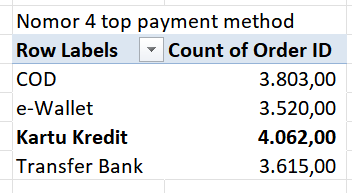 Nomor 4 top payment method
Row Labels Count of Order ID
COD 3.803,00
e-Wallet 3.520,00
Kartu Kredit 4.062,00
Transfer Bank 3.615,00